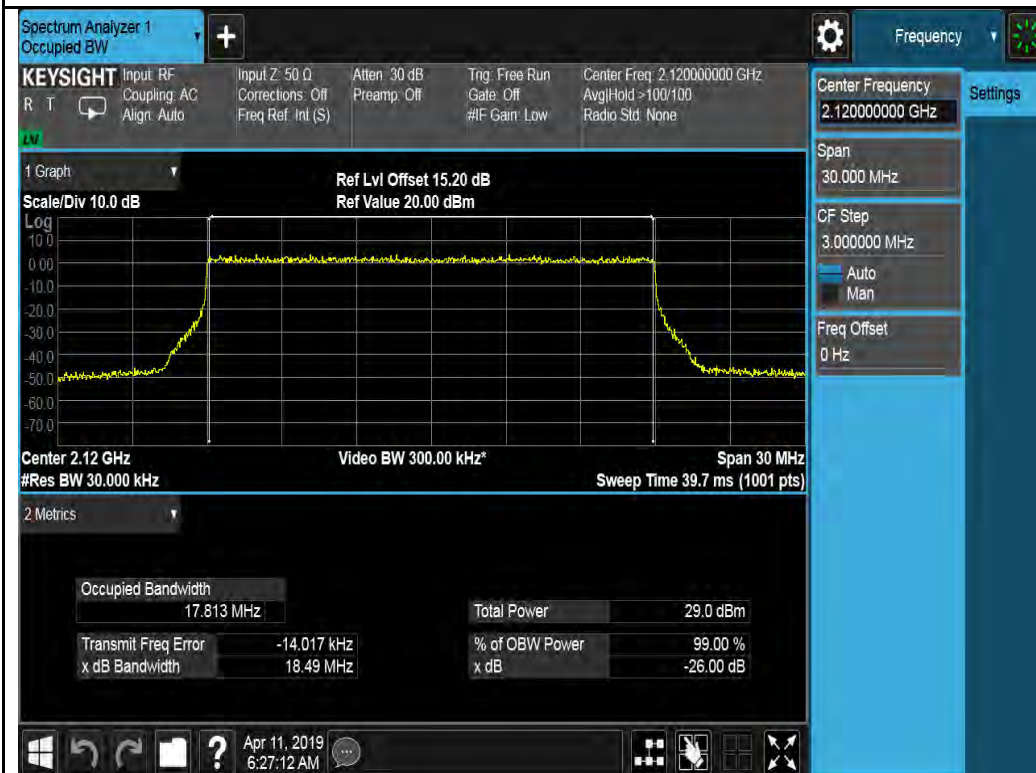 Spectrum Analyzer 1
Occupied BW
+
Frequency
KEYSIGHT
R T
LNI
Input: RF
Coupling: AC
Align: Auto
Input Z: 50 Ω
Corrections: Off
Freq Ref: Int (S)
Atten: 30 dB
Preamp: Off
Trig: Free Run
Gate: Off
#IF Gain: Low
Center Freq: 2.120000000 GHz
Avg|Hold >100/100
Radio Std: None
Center Frequency
2.120000000 GHz
Settings
Span
30.000 MHz
CF Step
3.000000 MHz
Auto
Man
Freq Offset
0 Hz
1 Graph
Scale/Div 10.0 dB
Ref Lvl Offset 15.20 dB
Ref Value 20.00 dBm
Log
10.0
0.00
-10.0
-20.0
-30.0
-40.0
-50.0
-60.0
-70.0
Center 2.12 GHz
#Res BW 30.000 kHz
Video BW 300.00 kHz*
Span 30 MHz
Sweep Time 39.7 ms (1001 pts)
2 Metrics
Occupied Bandwidth
17.813 MHz
Total Power 29.0 dBm
Transmit Freq Error -14.017 kHz
% of OBW Power 99.00 %
x dB Bandwidth 18.49 MHz
x dB -26.00 dB
?
Apr 11, 2019
6:27:12 AM